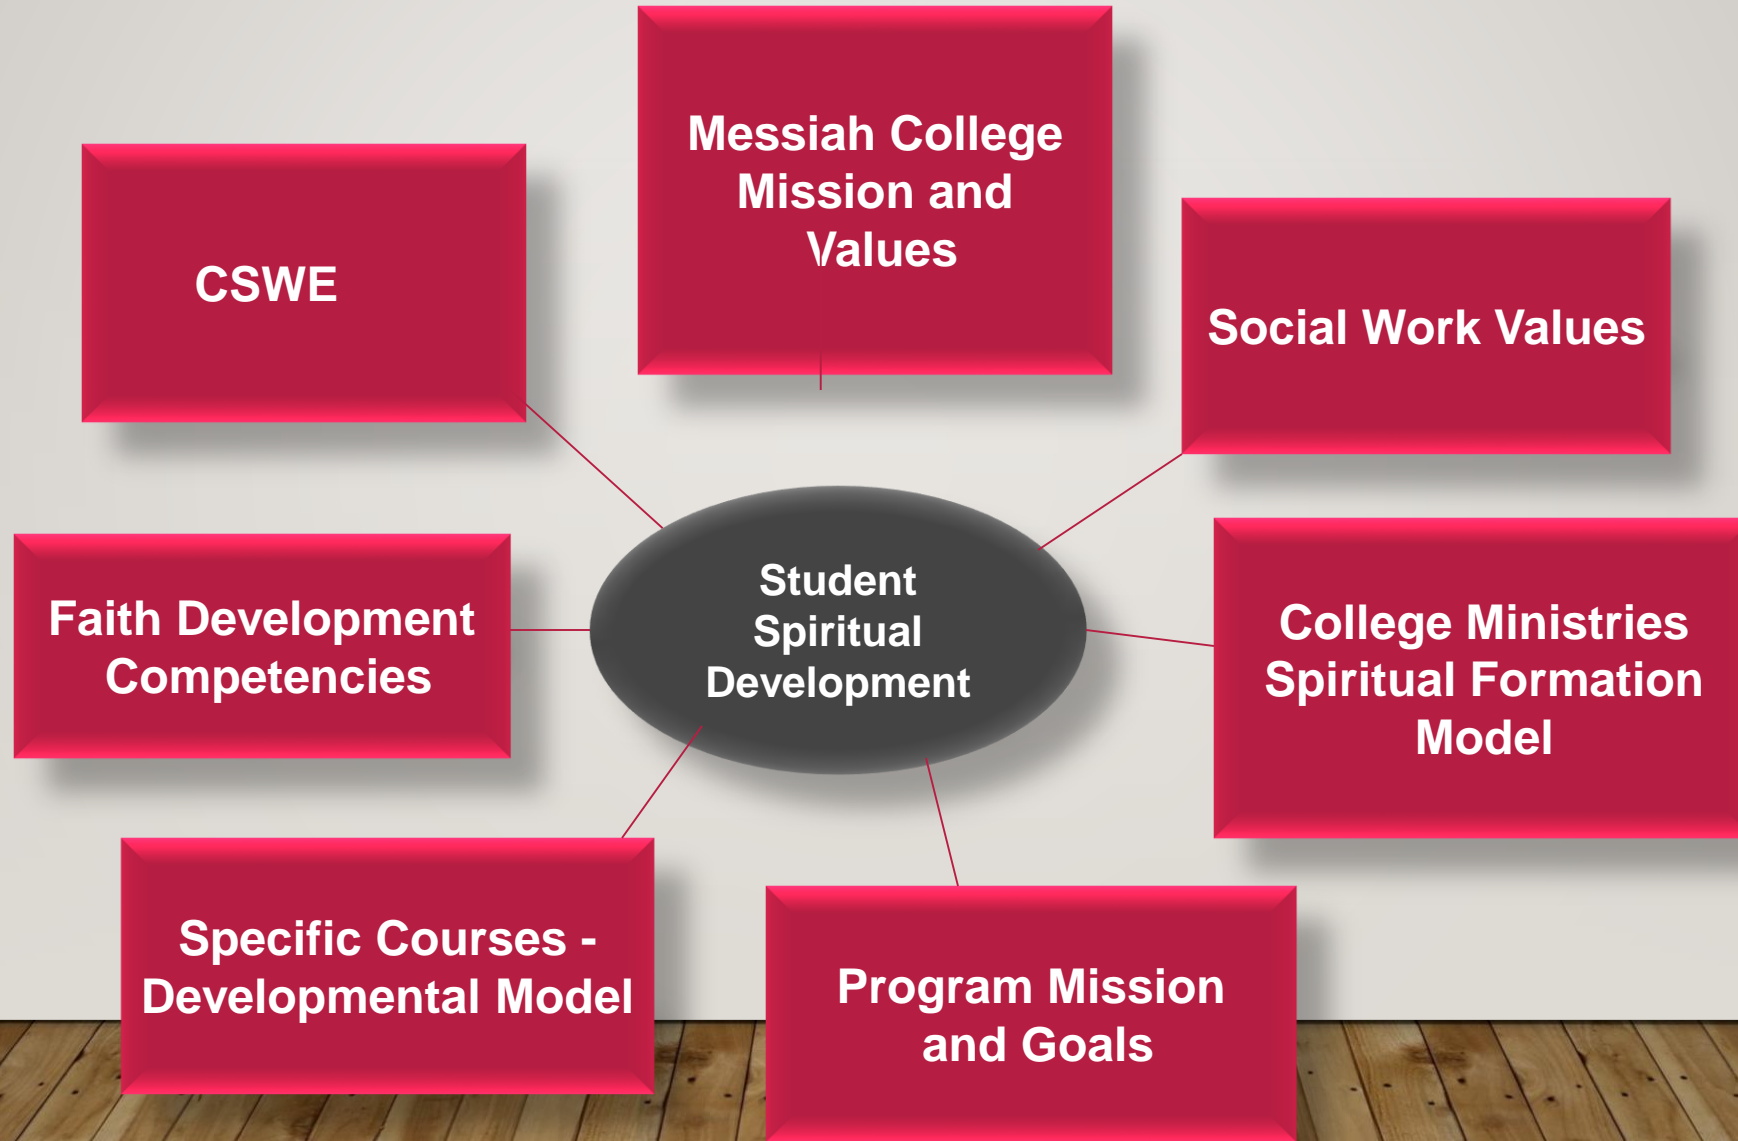 Messiah College
Mission and
Values
CSWE
Social Work Values
Student
Spiritual
Development
Faith Development
Competencies
College Ministries
Spiritual Formation
Model
Specific Courses -
Developmental Model
Program Mission
and Goals